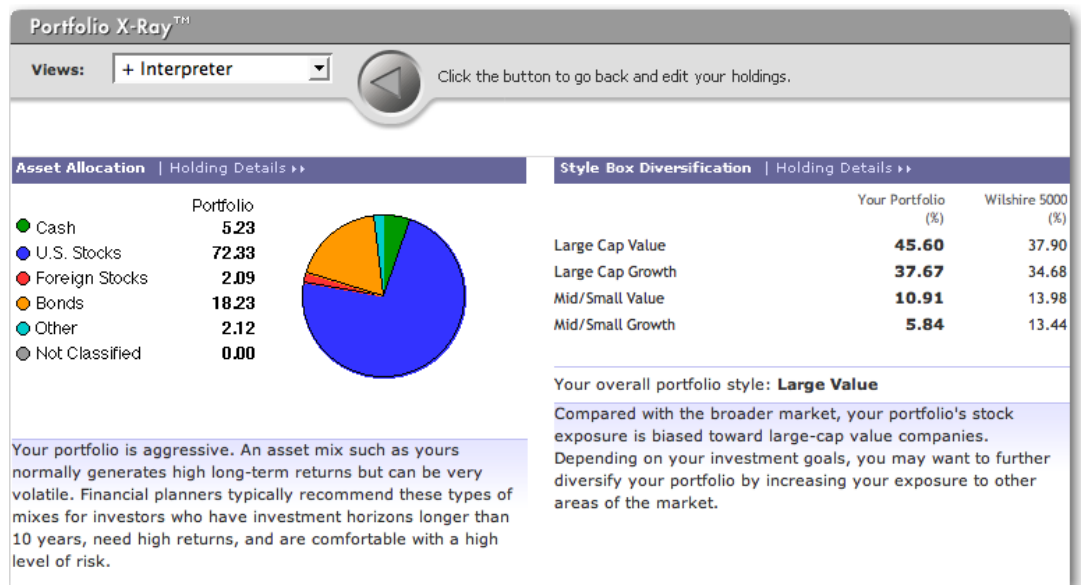 Portfolio X-Ray™
Views: + Interpreter
Click the button to go back and edit your holdings.
Asset Allocation | Holding Details ▸▸
Portfolio
Cash 5.23
U.S. Stocks 72.33
Foreign Stocks 2.09
Bonds 18.23
Other 2.12
Not Classified 0.00
Your portfolio is aggressive. An asset mix such as yours
normally generates high long-term returns but can be very
volatile. Financial planners typically recommend these types of
mixes for investors who have investment horizons longer than
10 years, need high returns, and are comfortable with a high
level of risk.
Style Box Diversification | Holding Details ▸▸
Your Portfolio Wilshire 5000
(%) (%)
Large Cap Value 45.60 37.90
Large Cap Growth 37.67 34.68
Mid/Small Value 10.91 13.98
Mid/Small Growth 5.84 13.44
Your overall portfolio style: Large Value
Compared with the broader market, your portfolio's stock
exposure is biased toward large-cap value companies.
Depending on your investment goals, you may want to further
diversify your portfolio by increasing your exposure to other
areas of the market.